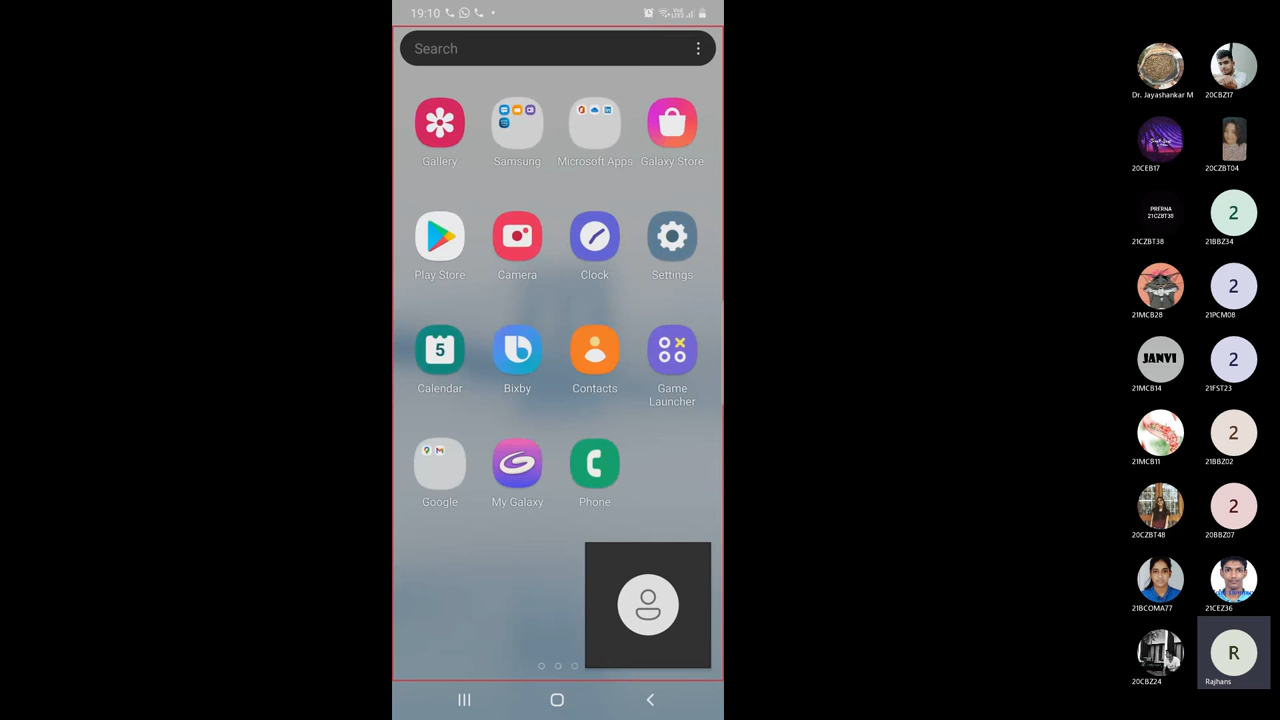 19:10
Search
Gallery
Samsung
Microsoft Apps
Galaxy Store
Play Store
Camera
Clock
Settings
5
Calendar
Bixby
Contacts
Game
Launcher
Google
My Galaxy
Phone
Dr. Jayashankar M
20CBZ17
20CEB17
20CZBT04
PRERNA
21CZBT38
21CZBT38
2
21BBZ34
21MCB28
2
21PCM08
JANVI
21MCB14
2
21FST23
21MCB11
2
21BBZ02
20CZBT48
2
20BBZ07
21BCOMA77
21CEZ36
20CBZ24
R
Rajhans